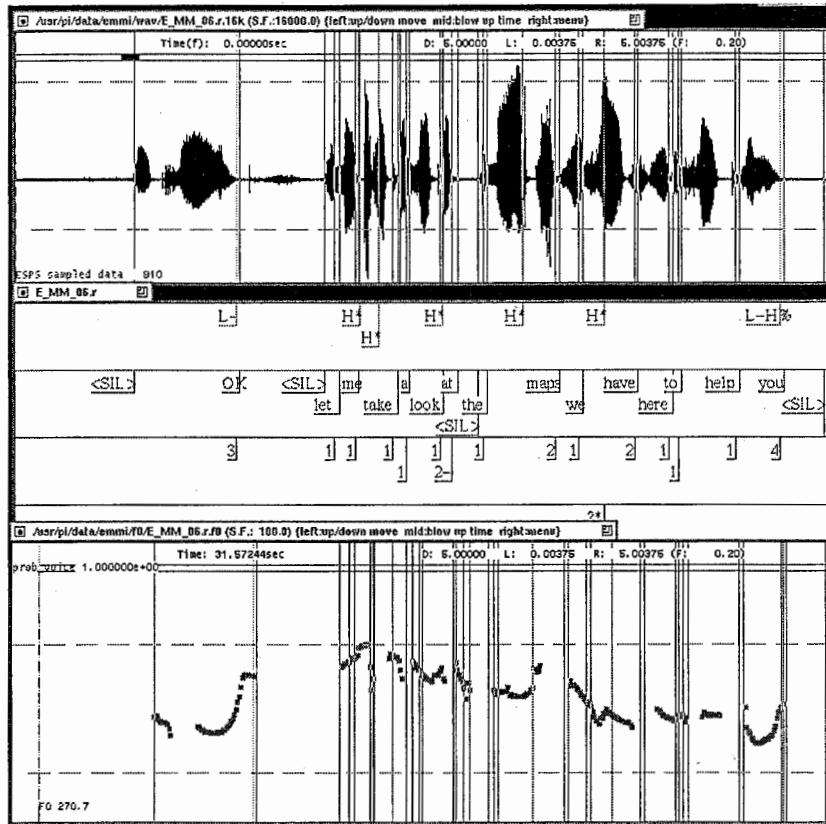 /usr/pi/data/emmi/wav/E_MM_06.r.16k (S.F.:16000.0) {left:up/down move mid:blow up time right:menu}
Time(f): 0.00000sec D: 5.00000 L: 0.00375 R: 5.00375 (F: 0.20)
ESPS sampled data 910
E_MM_06.r
L- H* H* H* H* L-H%
H*
<SIL> OK <SIL> me a at maps have to help you
let take look the we here <SIL>
<SIL>
3 1 1 1 1 1 2 1 2 1 1 4
1 2- 1
?*
/usr/pi/data/emmi/f0/E_MM_06.r.f0 (S.F.: 100.0) {left:up/down move mid:blow up time right:menu}
Time: 31.57244sec D: 5.00000 L: 0.00375 R: 5.00375 (F: 0.20)
prob_voice 1.000000e+00
F0 270.7